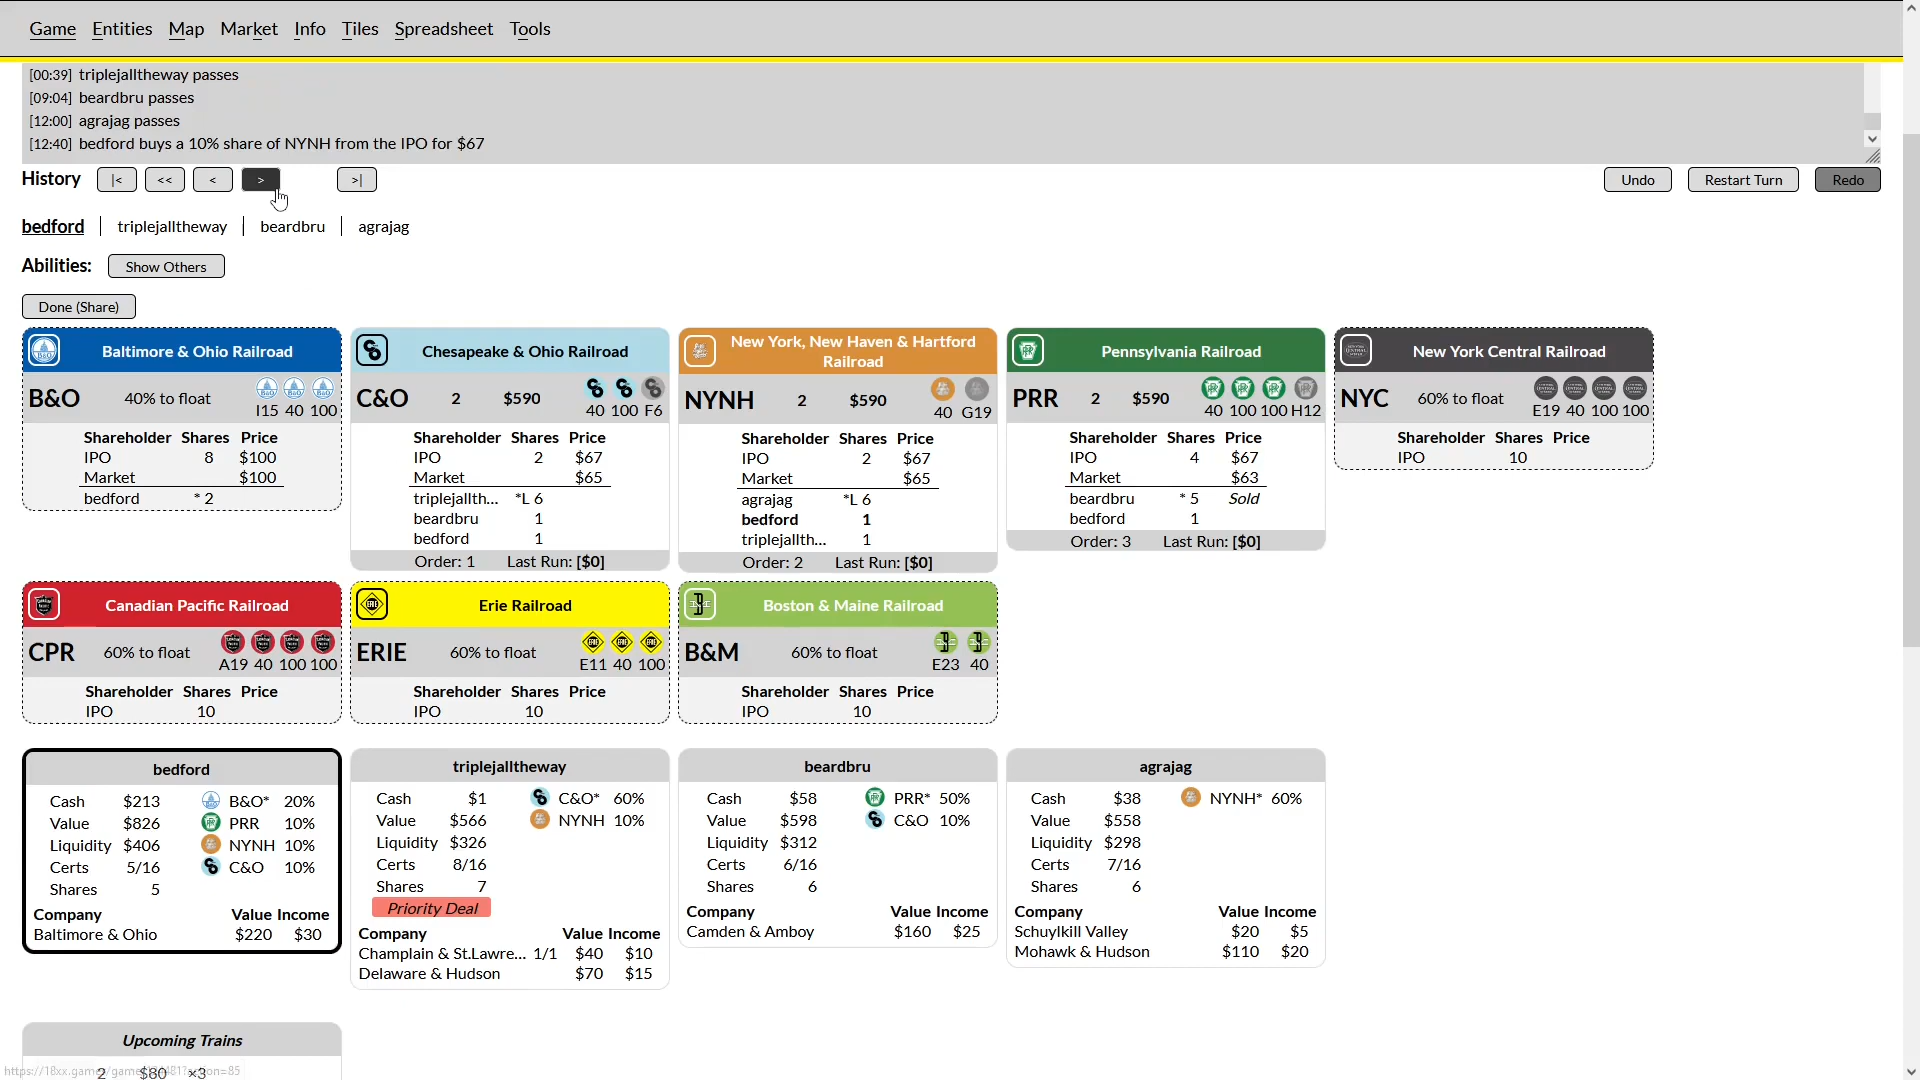 Game Entities Map Market Info Tiles Spreadsheet Tools
[00:39] triplejalltheway passes
[09:04] beardbru passes
[12:00] agrajag passes
[12:40] bedford buys a 10% share of NYNH from the IPO for $67
History |< << < > >| Undo Restart Turn Redo
bedford triplejalltheway beardbru agrajag
Abilities: Show Others
Done (Share)
Baltimore & Ohio Railroad
B&O 40% to float I15 40 100
Shareholder Shares Price
IPO 8 $100
Market $100
bedford * 2
Chesapeake & Ohio Railroad
C&O 2 $590 40 100 F6
Shareholder Shares Price
IPO 2 $67
Market $65
triplejallth... *L 6
beardbru 1
bedford 1
Order: 1 Last Run: [$0]
New York, New Haven & Hartford
Railroad
NYNH 2 $590 40 G19
Shareholder Shares Price
IPO 2 $67
Market $65
agrajag *L 6
bedford 1
triplejallth... 1
Order: 2 Last Run: [$0]
Pennsylvania Railroad
PRR 2 $590 40 100 100 H12
Shareholder Shares Price
IPO 4 $67
Market $63
beardbru * 5 Sold
bedford 1
Order: 3 Last Run: [$0]
New York Central Railroad
NYC 60% to float E19 40 100 100
Shareholder Shares Price
IPO 10
Canadian Pacific Railroad
CPR 60% to float A19 40 100 100
Shareholder Shares Price
IPO 10
Erie Railroad
ERIE 60% to float E11 40 100
Shareholder Shares Price
IPO 10
Boston & Maine Railroad
B&M 60% to float E23 40
Shareholder Shares Price
IPO 10
bedford
Cash $213 B&O* 20%
Value $826 PRR 10%
Liquidity $406 NYNH 10%
Certs 5/16 C&O 10%
Shares 5
Company Value Income
Baltimore & Ohio $220 $30
triplejalltheway
Cash $1 C&O* 60%
Value $566 NYNH 10%
Liquidity $326
Certs 8/16
Shares 7
Priority Deal
Company Value Income
Champlain & St.Lawre... 1/1 $40 $10
Delaware & Hudson $70 $15
beardbru
Cash $58 PRR* 50%
Value $598 C&O 10%
Liquidity $312
Certs 6/16
Shares 6
Company Value Income
Camden & Amboy $160 $25
agrajag
Cash $38 NYNH* 60%
Value $558
Liquidity $298
Certs 7/16
Shares 6
Company Value Income
Schuylkill Valley $20 $5
Mohawk & Hudson $110 $20
Upcoming Trains
2 $80 ×3